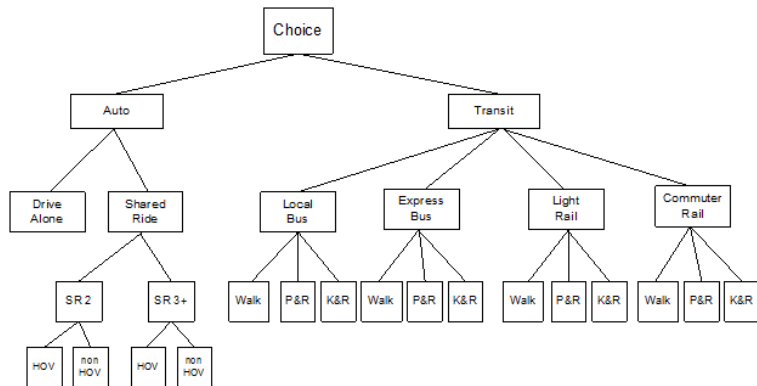 Choice
Auto
Transit
Drive
Alone
Shared
Ride
Local
Bus
Express
Bus
Light
Rail
Commuter
Rail
SR 2
SR 3+
Walk
P&R
K&R
Walk
P&R
K&R
Walk
P&R
K&R
Walk
P&R
K&R
HOV
non
HOV
HOV
non
HOV